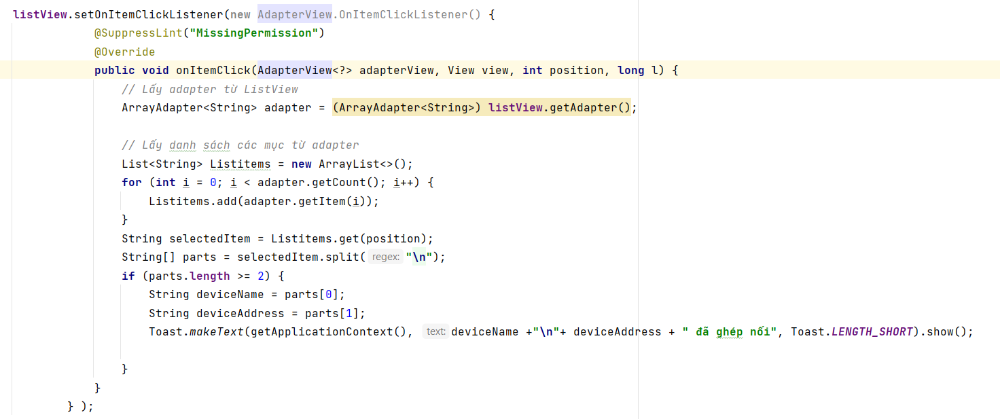 listView.setOnItemClickListener(new AdapterView.OnItemClickListener() {
@SuppressLint("MissingPermission")
@Override
public void onItemClick(AdapterView<?> adapterView, View view, int position, long l) {
// Lấy adapter từ ListView
ArrayAdapter<String> adapter = (ArrayAdapter<String>) listView.getAdapter();
// Lấy danh sách các mục từ adapter
List<String> Listitems = new ArrayList<>();
for (int i = 0; i < adapter.getCount(); i++) {
Listitems.add(adapter.getItem(i));
}
String selectedItem = Listitems.get(position);
String[] parts = selectedItem.split( regex: "\n");
if (parts.length >= 2) {
String deviceName = parts[0];
String deviceAddress = parts[1];
Toast.makeText(getApplicationContext(), text: deviceName +"\n"+ deviceAddress + " đã ghép nối", Toast.LENGTH_SHORT).show();
}
}
} );